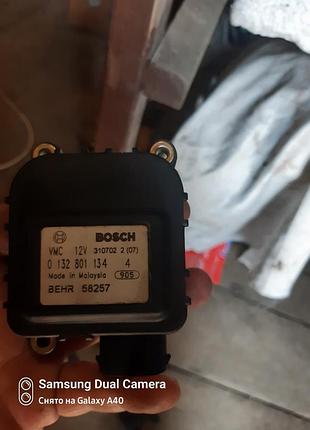 BOSCH
VMC 12V 310702 2 (07)
0 132 801 134 4
Made in Malaysia 905
BEHR 58257
Samsung Dual Camera
Снято на Galaxy A40